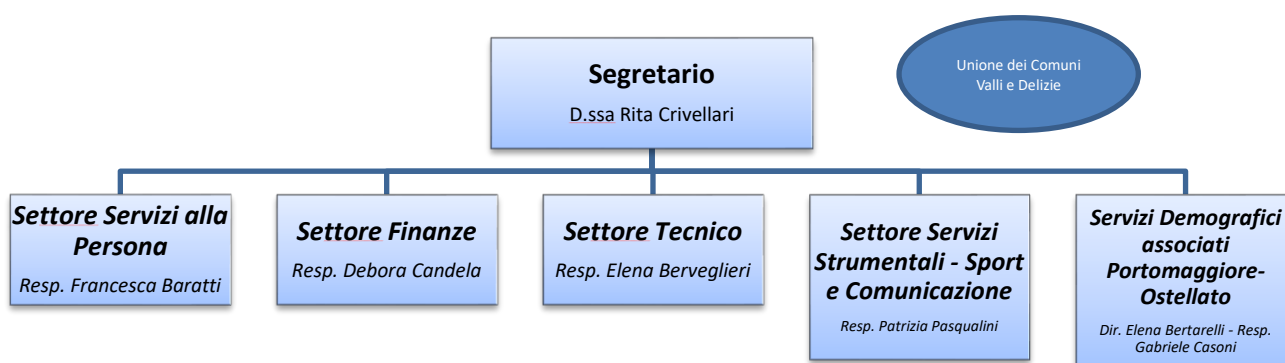 Segretario
D.ssa Rita Crivellari
Unione dei Comuni
Valli e Delizie
Settore Servizi alla
Persona
Resp. Francesca Baratti
Settore Finanze
Resp. Debora Candela
Settore Tecnico
Resp. Elena Berveglieri
Settore Servizi
Strumentali - Sport
e Comunicazione
Resp. Patrizia Pasqualini
Servizi Demografici
associati
Portomaggiore-
Ostellato
Dir. Elena Bertarelli - Resp.
Gabriele Casoni